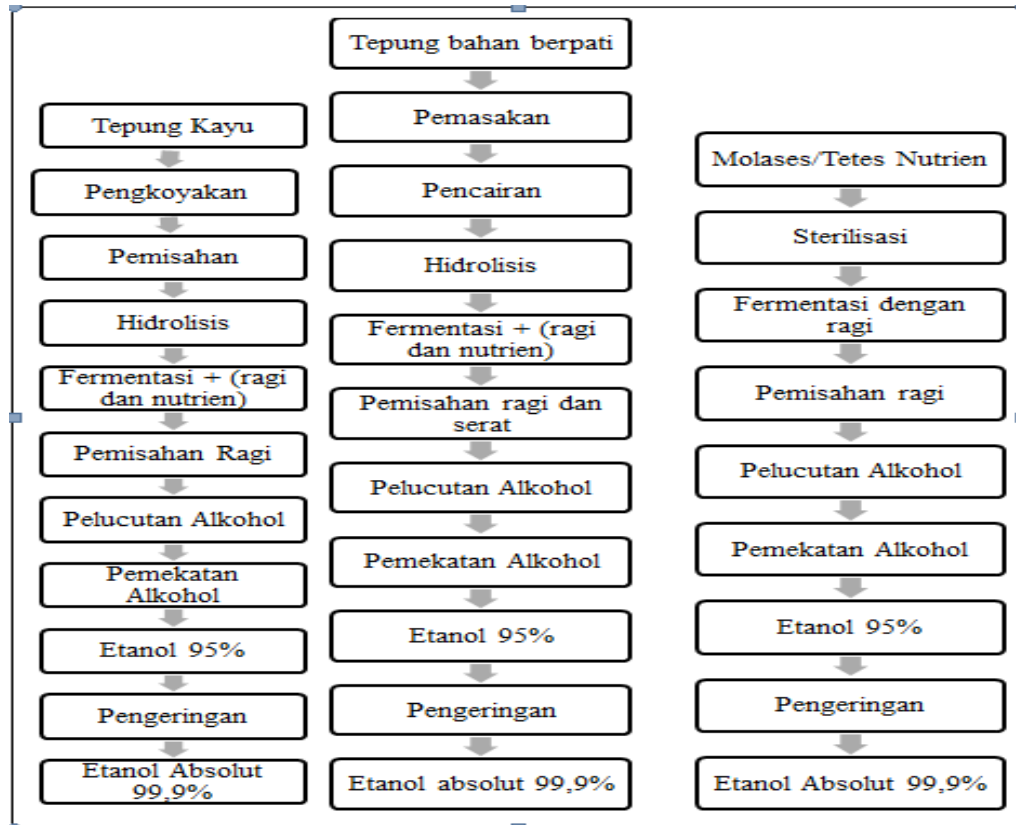 Tepung Kayu
Pengkoyakan
Pemisahan
Hidrolisis
Fermentasi + (ragi
dan nutrien)
Pemisahan Ragi
Pelucutan Alkohol
Pemekatan
Alkohol
Etanol 95%
Pengeringan
Etanol Absolut
99,9%
Tepung bahan berpati
Pemasakan
Pencairan
Hidrolisis
Fermentasi + (ragi
dan nutrien)
Pemisahan ragi dan
serat
Pelucutan Alkohol
Pemekatan Alkohol
Etanol 95%
Pengeringan
Etanol absolut 99,9%
Molases/Tetes Nutrien
Sterilisasi
Fermentasi dengan
ragi
Pemisahan ragi
Pelucutan Alkohol
Pemekatan Alkohol
Etanol 95%
Pengeringan
Etanol Absolut 99,9%